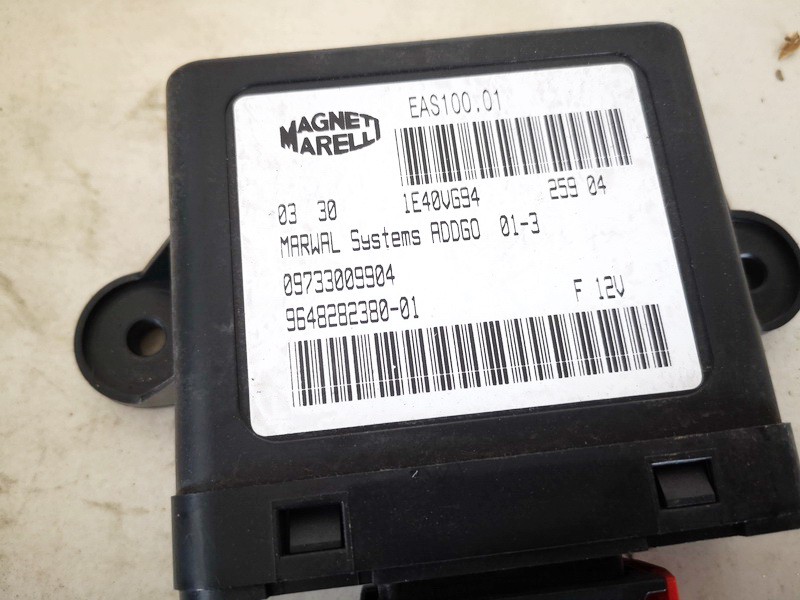 MAGNETI
MARELLI
EAS100.01
03 30 1E40VG94 259 04
MARWAL Systems ADDGO 01-3
09733009904
9648282380-01 F 12V